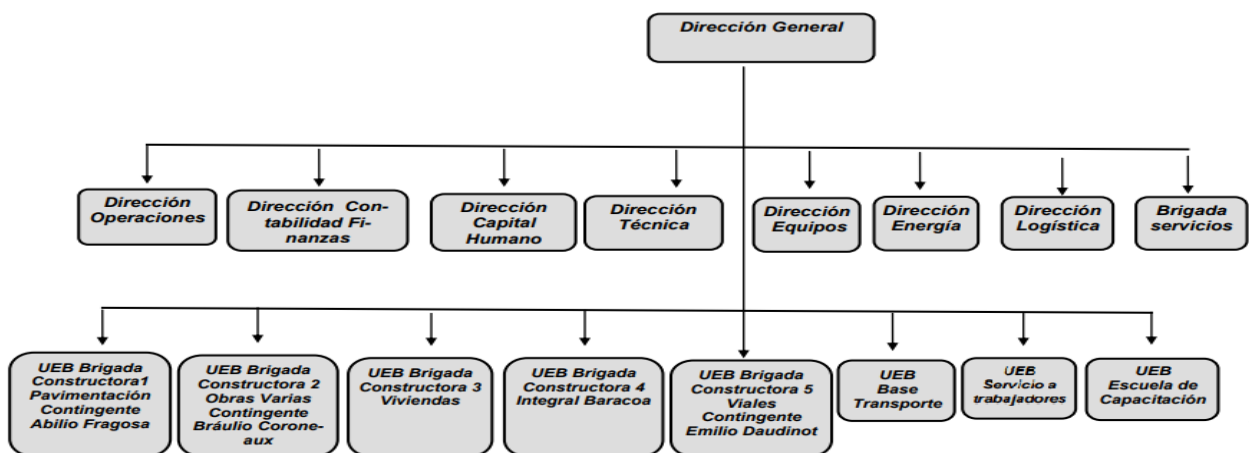 Dirección General
Dirección
Operaciones
Dirección Con-
tabilidad Fi-
nanzas
Dirección
Capital
Humano
Dirección
Técnica
Dirección
Equipos
Dirección
Energía
Dirección
Logística
Brigada
servicios
UEB Brigada
Constructora1
Pavimentación
Contingente
Abilio Fragosa
UEB Brigada
Constructora 2
Obras Varias
Contingente
Bráulio Corone-
aux
UEB Brigada
Constructora 3
Viviendas
UEB Brigada
Constructora 4
Integral Baracoa
UEB Brigada
Constructora 5
Viales
Contingente
Emilio Daudinot
UEB
Base
Transporte
UEB
Servicio a
trabajadores
UEB
Escuela de
Capacitación